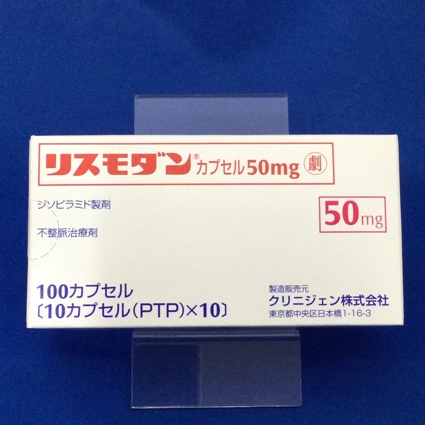 リスモダン®カプセル50mg 劇
ジソピラミド製剤
50mg
不整脈治療剤
100カプセル
〔10カプセル(PTP)×10〕
製造販売元
クリニジェン株式会社
東京都中央区日本橋1-16-3